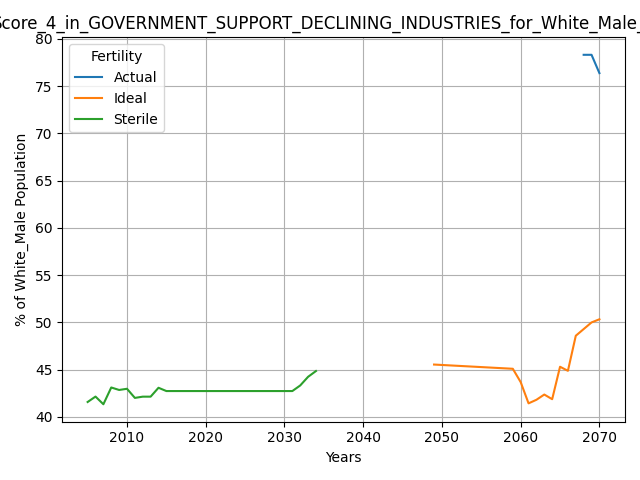 Score_4_in_GOVERNMENT_SUPPORT_DECLINING_INDUSTRIES_for_White_Male_
Fertility
Actual
Ideal
Sterile
% of White_Male Population
80
75
70
65
60
55
50
45
40
2010
2020
2030
2040
2050
2060
2070
Years